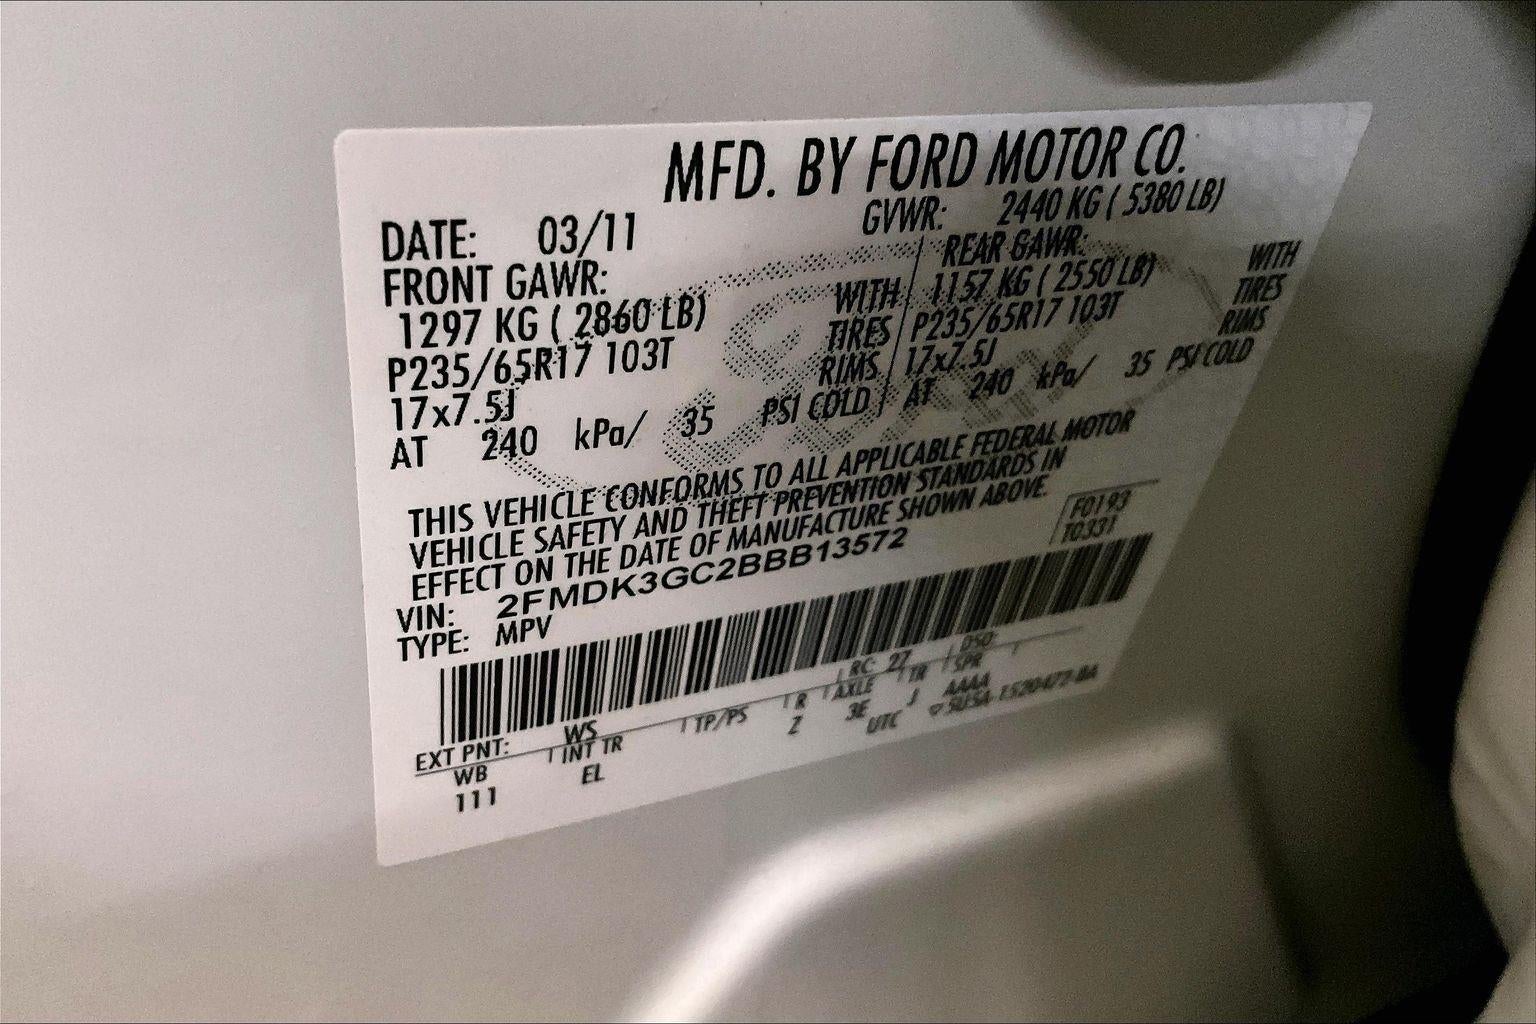 MFD. BY FORD MOTOR CO.
DATE: 03/11 GVWR: 2440 KG ( 5380 LB)
FRONT GAWR: REAR GAWR:
1297 KG ( 2860 LB) WITH 1157 KG ( 2550 LB) WITH
P235/65R17 103T TIRES P235/65R17 103T TIRES
17x7.5J RIMS 17x7.5J RIMS
AT 240 kPa/ 35 PSI COLD AT 240 kPa/ 35 PSI COLD
THIS VEHICLE CONFORMS TO ALL APPLICABLE FEDERAL MOTOR
VEHICLE SAFETY AND THEFT PREVENTION STANDARDS IN
EFFECT ON THE DATE OF MANUFACTURE SHOWN ABOVE.
F0193
T0331
VIN: 2FMDK3GC2BBB13572
TYPE: MPV
EXT PNT: WS RC: 27 DSO:
WB INT TR TP/PS R AXLE TR SPR
111 EL Z 3E J AAAA
UTC ▽SU5A-1520472-BA